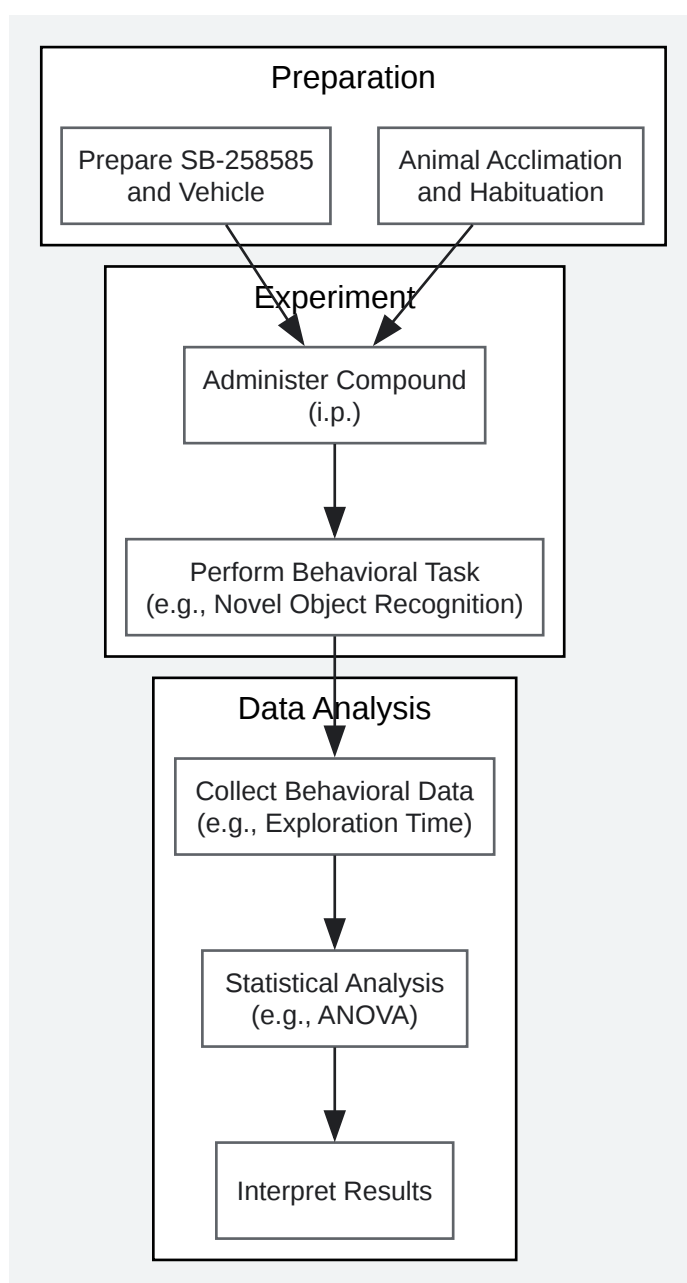 Preparation
Prepare SB-258585
and Vehicle
Animal Acclimation
and Habituation
Experiment
Administer Compound
(i.p.)
Perform Behavioral Task
(e.g., Novel Object Recognition)
Data Analysis
Collect Behavioral Data
(e.g., Exploration Time)
Statistical Analysis
(e.g., ANOVA)
Interpret Results